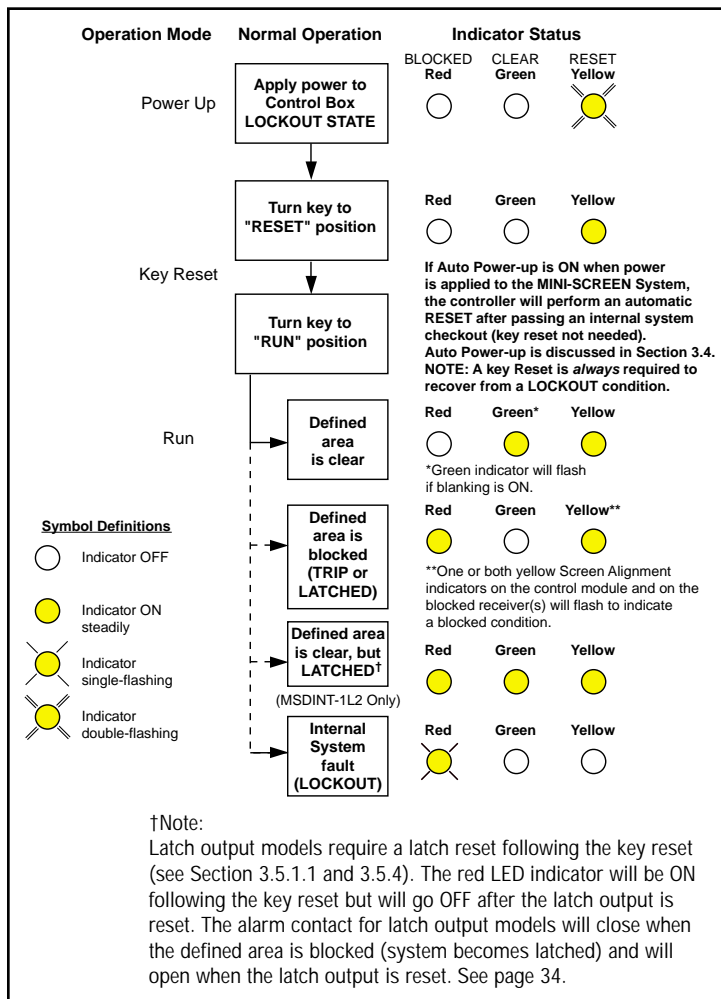 Operation Mode Normal Operation Indicator Status
BLOCKED CLEAR RESET
Red Green Yellow
Power Up
Apply power to
Control Box
LOCKOUT STATE
Turn key to
"RESET" position
Red Green Yellow
Key Reset
If Auto Power-up is ON when power
is applied to the MINI-SCREEN System,
the controller will perform an automatic
RESET after passing an internal system
checkout (key reset not needed).
Auto Power-up is discussed in Section 3.4.
NOTE: A key Reset is always required to
recover from a LOCKOUT condition.
Turn key to
"RUN" position
Run
Defined
area
is clear
Red Green* Yellow
*Green indicator will flash
if blanking is ON.
Defined
area is
blocked
(TRIP or
LATCHED)
Red Green Yellow**
**One or both yellow Screen Alignment
indicators on the control module and on the
blocked receiver(s) will flash to indicate
a blocked condition.
Defined area
is clear, but
LATCHED†
(MSDINT-1L2 Only)
Red Green Yellow
Internal
System
fault
(LOCKOUT)
Red Green Yellow
Symbol Definitions
Indicator OFF
Indicator ON
steadily
Indicator
single-flashing
Indicator
double-flashing
†Note:
Latch output models require a latch reset following the key reset
(see Section 3.5.1.1 and 3.5.4). The red LED indicator will be ON
following the key reset but will go OFF after the latch output is
reset. The alarm contact for latch output models will close when
the defined area is blocked (system becomes latched) and will
open when the latch output is reset. See page 34.